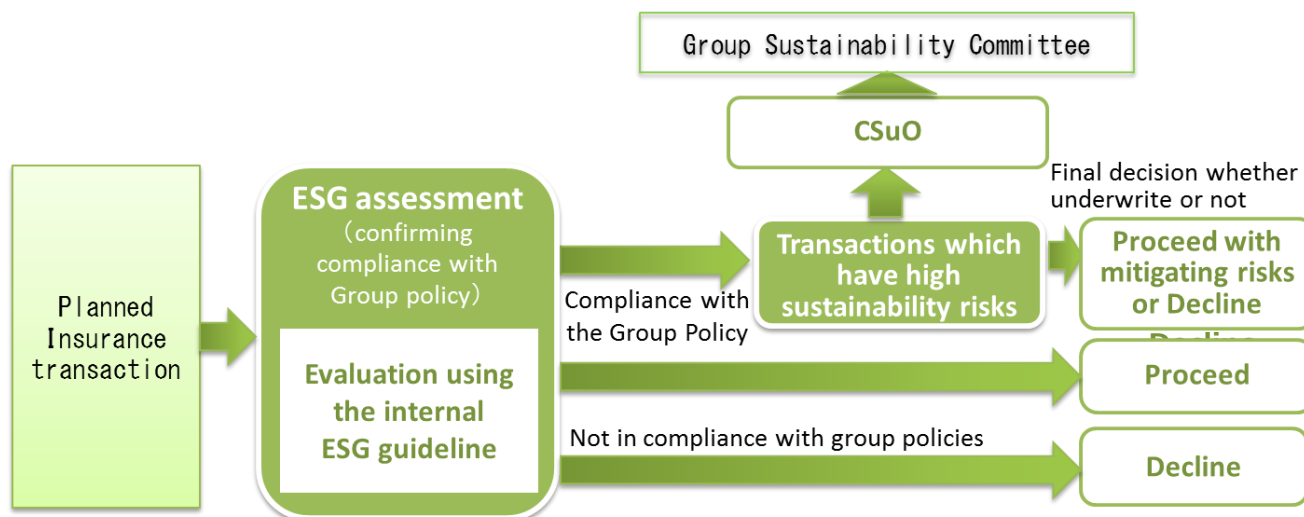 Group Sustainability Committee
CSuO
Final decision whether
underwrite or not
ESG assessment
（confirming
compliance with
Group policy）
Transactions which
have high
sustainability risks
Proceed with
mitigating risks
or Decline
Decline
Planned
Insurance
transaction
Compliance with
the Group Policy
Evaluation using
the internal
ESG guideline
Proceed
Not in compliance with group policies
Decline